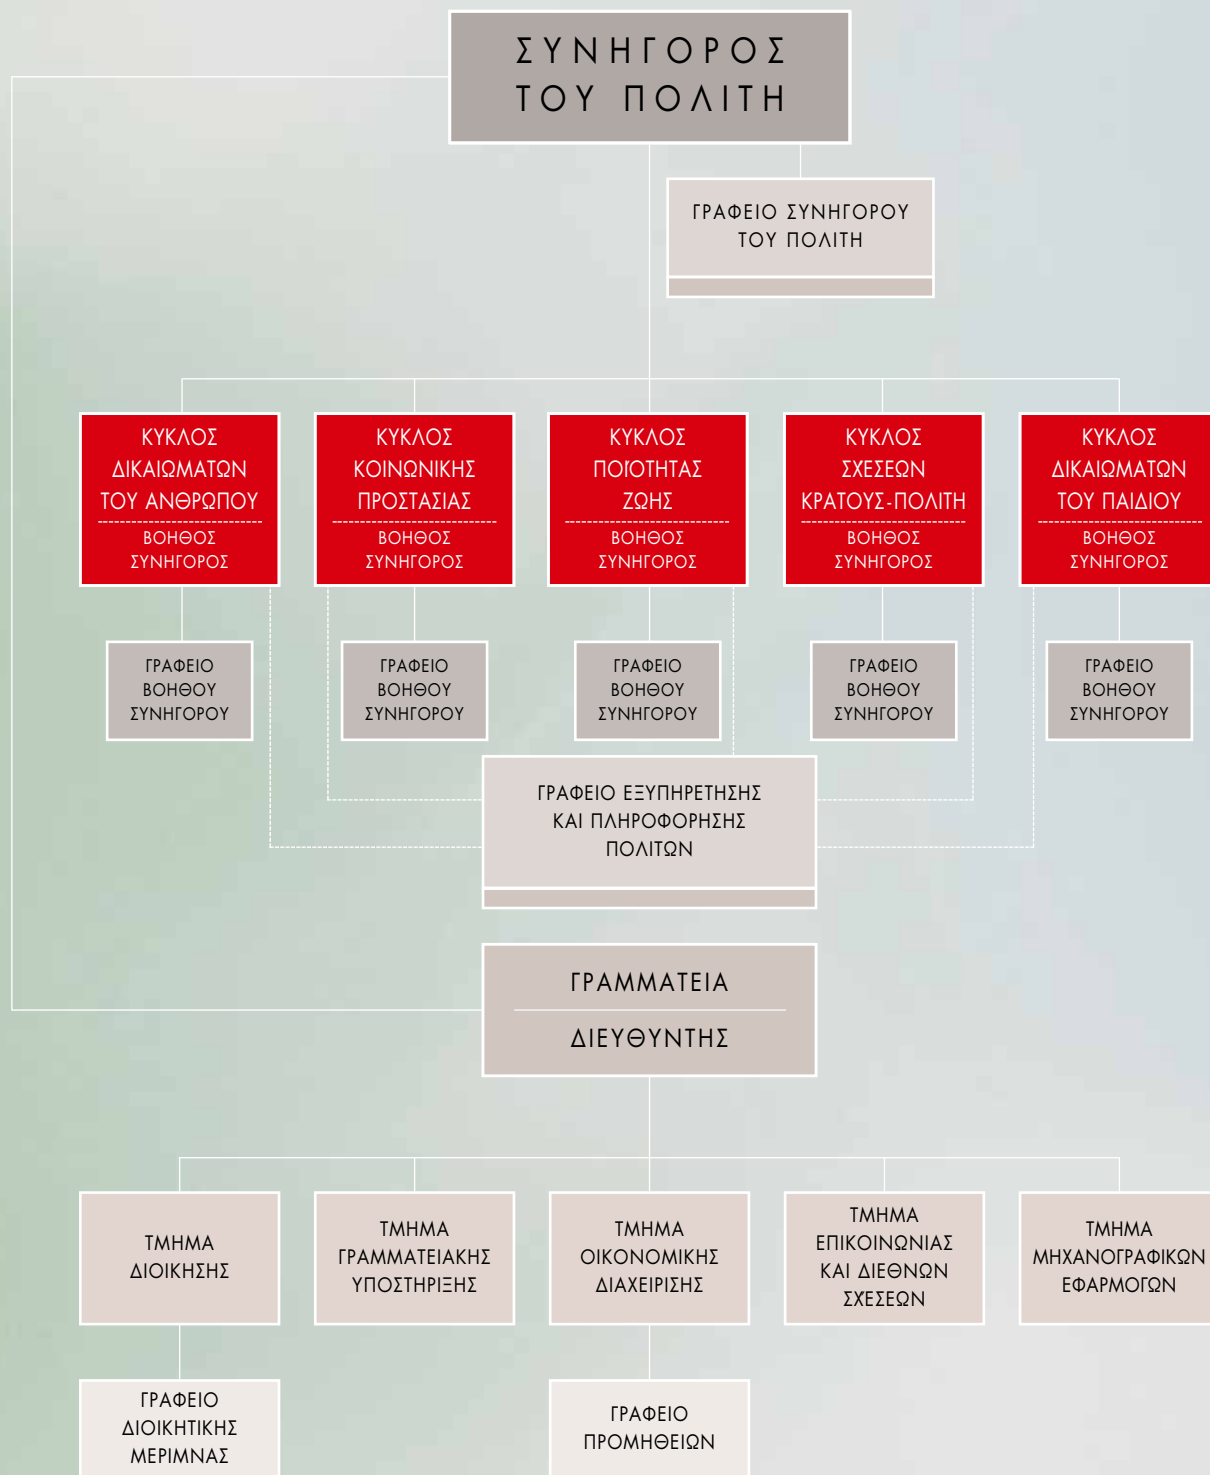 ΣΥΝΗΓΟΡΟΣ
ΤΟΥ ΠΟΛΙΤΗ
ΓΡΑΦΕΙΟ ΣΥΝΗΓΟΡΟΥ
ΤΟΥ ΠΟΛΙΤΗ
ΚΥΚΛΟΣ
ΔΙΚΑΙΩΜΑΤΩΝ
ΤΟΥ ΑΝΘΡΩΠΟΥ
ΒΟΗΘΟΣ
ΣΥΝΗΓΟΡΟΣ
ΚΥΚΛΟΣ
ΚΟΙΝΩΝΙΚΗΣ
ΠΡΟΣΤΑΣΙΑΣ
ΒΟΗΘΟΣ
ΣΥΝΗΓΟΡΟΣ
ΚΥΚΛΟΣ
ΠΟΪΟΤΗΤΑΣ
ΖΩΗΣ
ΒΟΗΘΟΣ
ΣΥΝΗΓΟΡΟΣ
ΚΥΚΛΟΣ
ΣΧΕΣΕΩΝ
ΚΡΑΤΟΥΣ-ΠΟΛΙΤΗ
ΒΟΗΘΟΣ
ΣΥΝΗΓΟΡΟΣ
ΚΥΚΛΟΣ
ΔΙΚΑΙΩΜΑΤΩΝ
ΤΟΥ ΠΑΙΔΙΟΥ
ΒΟΗΘΟΣ
ΣΥΝΗΓΟΡΟΣ
ΓΡΑΦΕΙΟ
ΒΟΗΘΟΥ
ΣΥΝΗΓΟΡΟΥ
ΓΡΑΦΕΙΟ
ΒΟΗΘΟΥ
ΣΥΝΗΓΟΡΟΥ
ΓΡΑΦΕΙΟ
ΒΟΗΘΟΥ
ΣΥΝΗΓΟΡΟΥ
ΓΡΑΦΕΙΟ
ΒΟΗΘΟΥ
ΣΥΝΗΓΟΡΟΥ
ΓΡΑΦΕΙΟ
ΒΟΗΘΟΥ
ΣΥΝΗΓΟΡΟΥ
ΓΡΑΦΕΙΟ ΕΞΥΠΗΡΕΤΗΣΗΣ
ΚΑΙ ΠΛΗΡΟΦΟΡΗΣΗΣ
ΠΟΛΙΤΩΝ
ΓΡΑΜΜΑΤΕΙΑ
ΔΙΕΥΘΥΝΤΗΣ
ΤΜΗΜΑ
ΔΙΟΙΚΗΣΗΣ
ΤΜΗΜΑ
ΓΡΑΜΜΑΤΕΙΑΚΗΣ
ΥΠΟΣΤΗΡΙΞΗΣ
ΤΜΗΜΑ
ΟΙΚΟΝΟΜΙΚΗΣ
ΔΙΑΧΕΙΡΙΣΗΣ
ΤΜΗΜΑ
ΕΠΙΚΟΙΝΩΝΙΑΣ
ΚΑΙ ΔΙΕΘΝΩΝ
ΣΧΕΣΕΩΝ
ΤΜΗΜΑ
ΜΗΧΑΝΟΓΡΑΦΙΚΩΝ
ΕΦΑΡΜΟΓΩΝ
ΓΡΑΦΕΙΟ
ΔΙΟΙΚΗΤΙΚΗΣ
ΜΕΡΙΜΝΑΣ
ΓΡΑΦΕΙΟ
ΠΡΟΜΗΘΕΙΩΝ